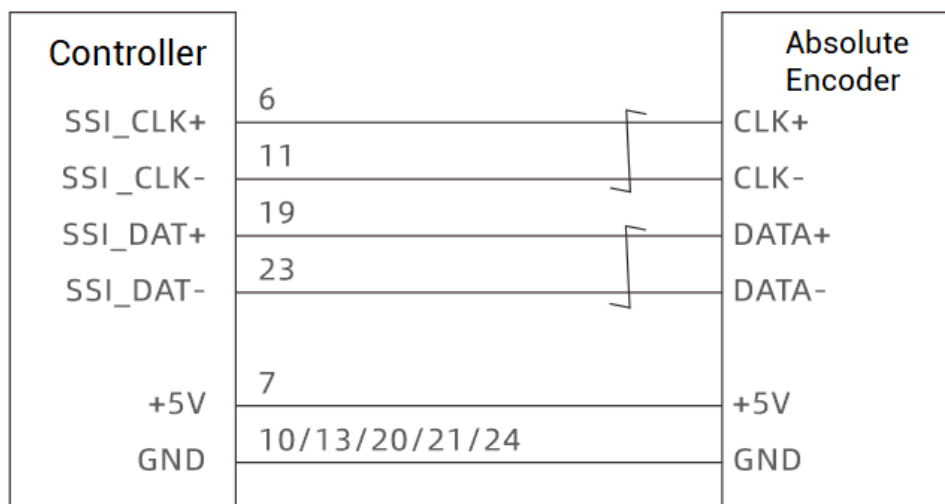 Controller
Absolute
Encoder
SSI_CLK+ 6 CLK+
SSI_CLK- 11 CLK-
SSI_DAT+ 19 DATA+
SSI_DAT- 23 DATA-
+5V 7 +5V
GND 10/13/20/21/24 GND